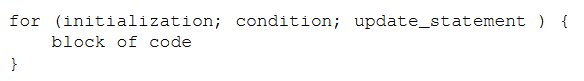 for (initialization; condition; update_statement ) {
    block of code
}